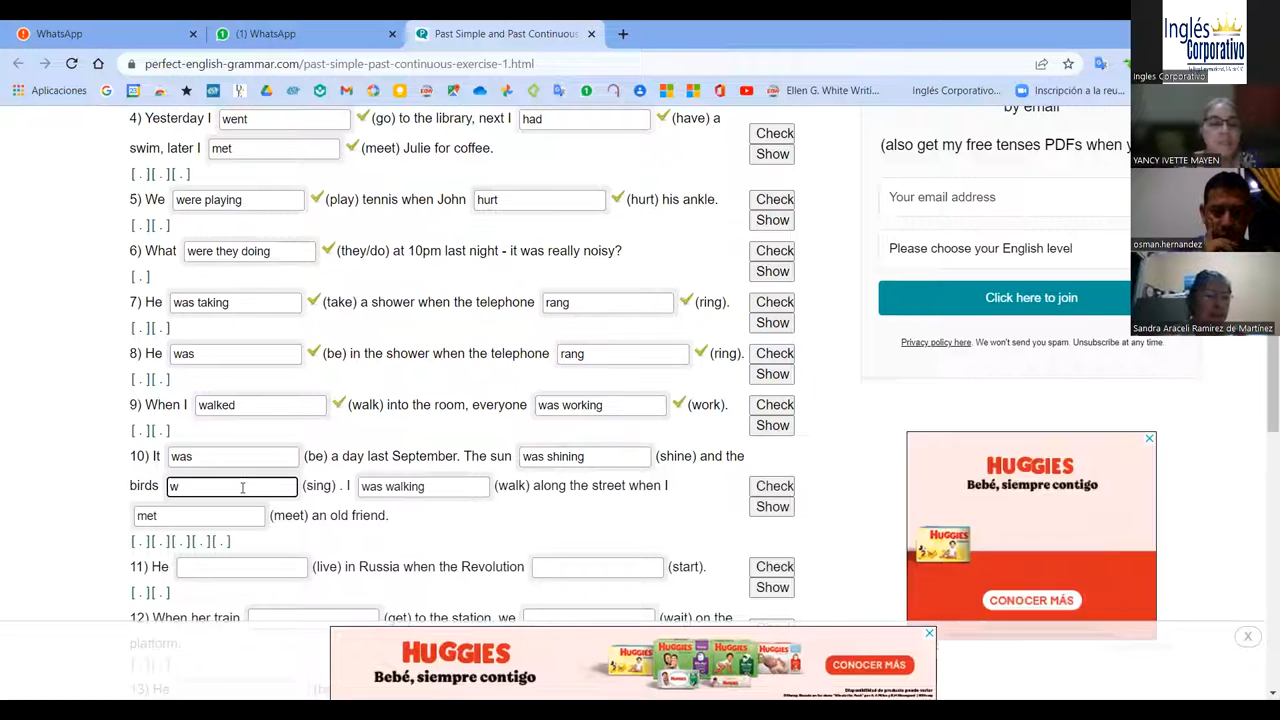 WhatsApp
(1) WhatsApp
Past Simple and Past Continuous
perfect-english-grammar.com/past-simple-past-continuous-exercise-1.html
Aplicaciones
Ellen G. White Writi...
Inglés Corporativo...
Inscripción a la reu...
4) Yesterday I went (go) to the library, next I had (have) a
swim, later I met (meet) Julie for coffee.
[ . ][ . ][ . ]
Check
Show
5) We were playing (play) tennis when John hurt (hurt) his ankle.
[ . ][ . ]
Check
Show
6) What were they doing (they/do) at 10pm last night - it was really noisy?
[ . ]
Check
Show
7) He was taking (take) a shower when the telephone rang (ring).
[ . ][ . ]
Check
Show
8) He was (be) in the shower when the telephone rang (ring).
[ . ][ . ]
Check
Show
9) When I walked (walk) into the room, everyone was working (work).
[ . ][ . ]
Check
Show
10) It was (be) a day last September. The sun was shining (shine) and the
birds w (sing) . I was walking (walk) along the street when I
met (meet) an old friend.
[ . ][ . ][ . ][ . ][ . ]
Check
Show
11) He (live) in Russia when the Revolution (start).
[ . ][ . ]
Check
Show
12) When her train (get) to the station, we (wait) on the
platform.
[ . ][ . ]
13) He
by email
(also get my free tenses PDFs when y
Your email address
Please choose your English level
Click here to join
Privacy policy here. We won't send you spam. Unsubscribe at any time.
HUGGIES
Bebé, siempre contigo
CONOCER MÁS
HUGGIES
Bebé, siempre contigo
CONOCER MÁS
Inglés
Corporativo
Ingles Corporativo
YANCY IVETTE MAYEN
osman.hernandez
Sandra Araceli Ramirez de Martínez